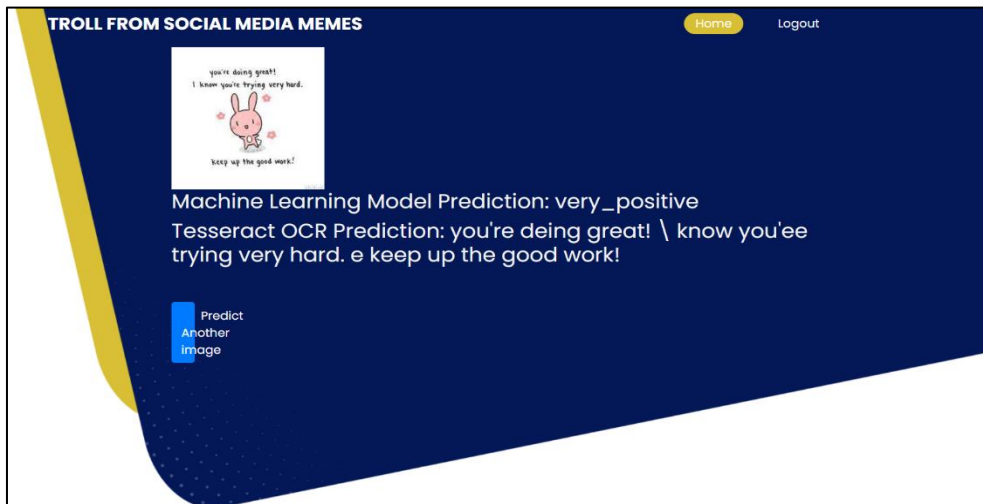 TROLL FROM SOCIAL MEDIA MEMES
Home
Logout
you're doing great!
I know you're trying very hard.
keep up the good work!
Machine Learning Model Prediction: very_positive
Tesseract OCR Prediction: you're deing great! \ know you'ee
trying very hard. e keep up the good work!
Predict
Another
image